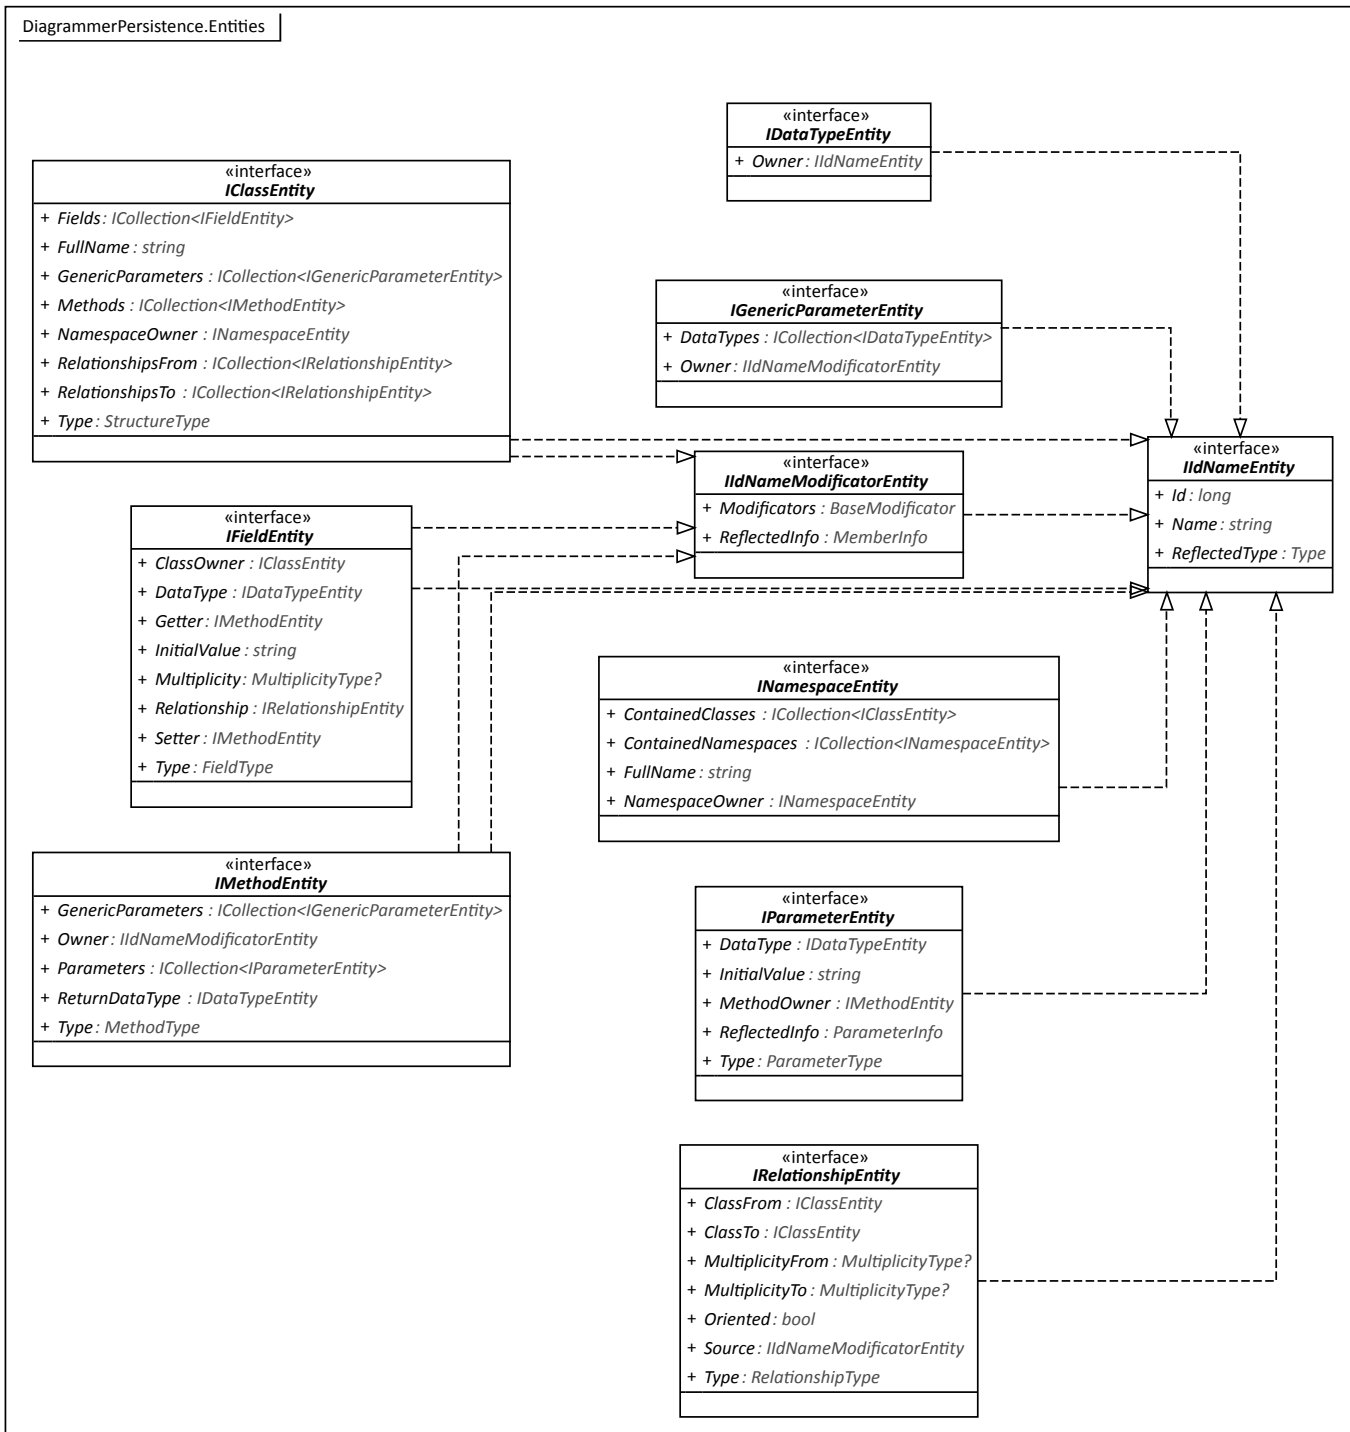 DiagrammerPersistence.Entities
«interface»
IDataTypeEntity
+ Owner : IIdNameEntity
«interface»
IClassEntity
+ Fields : ICollection<IFieldEntity>
+ FullName : string
+ GenericParameters : ICollection<IGenericParameterEntity>
+ Methods : ICollection<IMethodEntity>
+ NamespaceOwner : INamespaceEntity
+ RelationshipsFrom : ICollection<IRelationshipEntity>
+ RelationshipsTo : ICollection<IRelationshipEntity>
+ Type : StructureType
«interface»
IGenericParameterEntity
+ DataTypes : ICollection<IDataTypeEntity>
+ Owner : IIdNameModificatorEntity
«interface»
IIdNameEntity
+ Id : long
+ Name : string
+ ReflectedType : Type
«interface»
IIdNameModificatorEntity
+ Modificators : BaseModificator
+ ReflectedInfo : MemberInfo
«interface»
IFieldEntity
+ ClassOwner : IClassEntity
+ DataType : IDataTypeEntity
+ Getter : IMethodEntity
+ InitialValue : string
+ Multiplicity : MultiplicityType?
+ Relationship : IRelationshipEntity
+ Setter : IMethodEntity
+ Type : FieldType
«interface»
INamespaceEntity
+ ContainedClasses : ICollection<IClassEntity>
+ ContainedNamespaces : ICollection<INamespaceEntity>
+ FullName : string
+ NamespaceOwner : INamespaceEntity
«interface»
IMethodEntity
+ GenericParameters : ICollection<IGenericParameterEntity>
+ Owner : IIdNameModificatorEntity
+ Parameters : ICollection<IParameterEntity>
+ ReturnDataType : IDataTypeEntity
+ Type : MethodType
«interface»
IParameterEntity
+ DataType : IDataTypeEntity
+ InitialValue : string
+ MethodOwner : IMethodEntity
+ ReflectedInfo : ParameterInfo
+ Type : ParameterType
«interface»
IRelationshipEntity
+ ClassFrom : IClassEntity
+ ClassTo : IClassEntity
+ MultiplicityFrom : MultiplicityType?
+ MultiplicityTo : MultiplicityType?
+ Oriented : bool
+ Source : IIdNameModificatorEntity
+ Type : RelationshipType